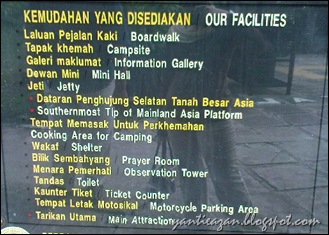 KEMUDAHAN YANG DISEDIAKAN OUR FACILITIES
Laluan Pejalan Kaki Boardwalk
Tapak khemah Campsite
Galeri maklumat Information Gallery
Dewan Mini Mini Hall
Jeti Jetty
Dataran Penghujung Selatan Tanah Besar Asia
Southernmost Tip of Mainland Asia Platform
Tempat Memasak Untuk Perkhemahan
Cooking Area for Camping
Wakaf Shelter
Bilik Sembahyang Prayer Room
Menara Pemerhati Observation Tower
Tandas Toilet
Kaunter Tiket Ticket Counter
Tempat Letak Motosikal Motorcycle Parking Area
Tarikan Utama Main Attraction
yantieazan.blogspot.com